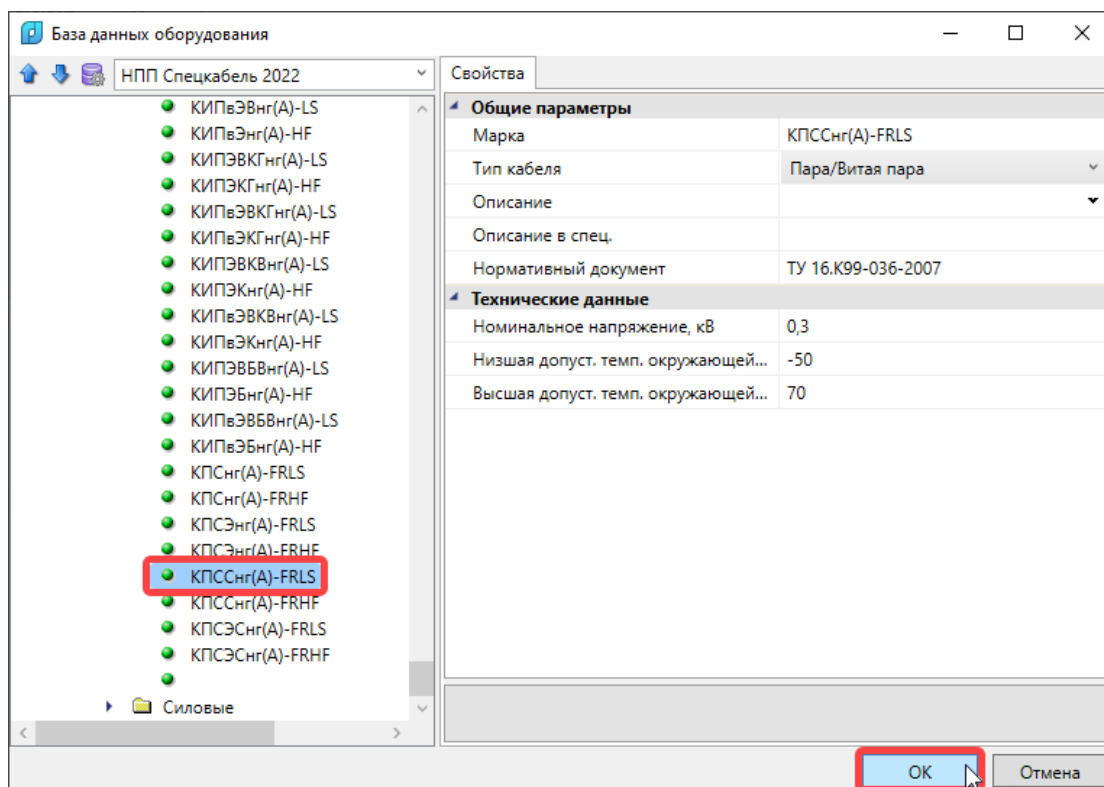 База данных оборудования
НПП Спецкабель 2022
КИПвЭВнг(A)-LS
КИПвЭнг(A)-HF
КИПЭВКГнг(A)-LS
КИПЭКГнг(A)-HF
КИПвЭВКГнг(A)-LS
КИПвЭКГнг(A)-HF
КИПЭВКВнг(A)-LS
КИПЭКнг(A)-HF
КИПвЭВКВнг(A)-LS
КИПвЭКнг(A)-HF
КИПЭВБВнг(A)-LS
КИПЭБнг(A)-HF
КИПвЭВБВнг(A)-LS
КИПвЭБнг(A)-HF
КПСнг(A)-FRLS
КПСнг(A)-FRHF
КПСЭнг(A)-FRLS
КПСЭнг(A)-FRHF
КПССнг(A)-FRLS
КПССнг(A)-FRHF
КПСЭСнг(A)-FRLS
КПСЭСнг(A)-FRHF
Силовые
Свойства
Общие параметры
Марка КПССнг(A)-FRLS
Тип кабеля Пара/Витая пара
Описание
Описание в спец.
Нормативный документ ТУ 16.К99-036-2007
Технические данные
Номинальное напряжение, кВ 0,3
Низшая допуст. темп. окружающей... -50
Высшая допуст. темп. окружающей... 70
ОК Отмена